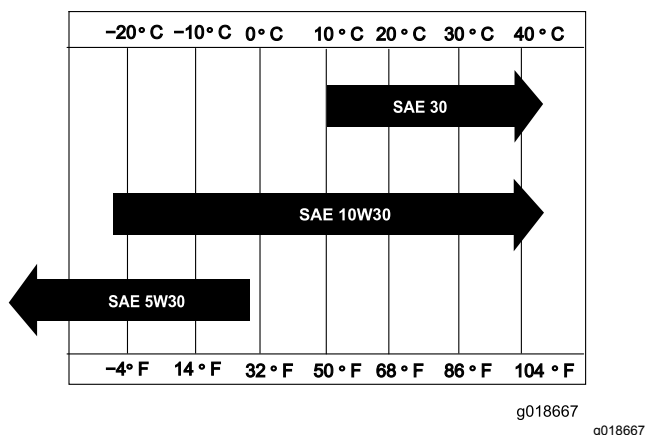 −20° C −10° C 0° C 10° C 20° C 30° C 40° C
SAE 30
SAE 10W30
SAE 5W30
−4° F 14° F 32° F 50° F 68° F 86° F 104 °F
g018667
g018667